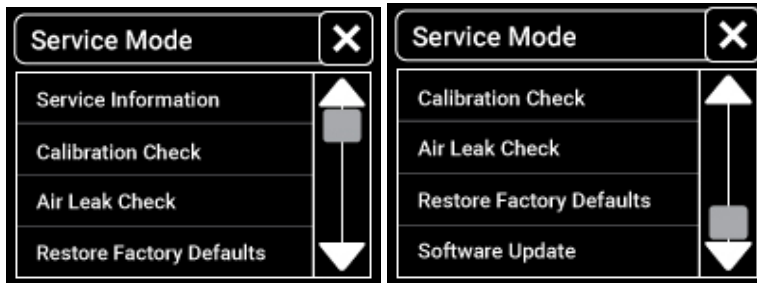 Service Mode
Service Information
Calibration Check
Air Leak Check
Restore Factory Defaults
Service Mode
Calibration Check
Air Leak Check
Restore Factory Defaults
Software Update